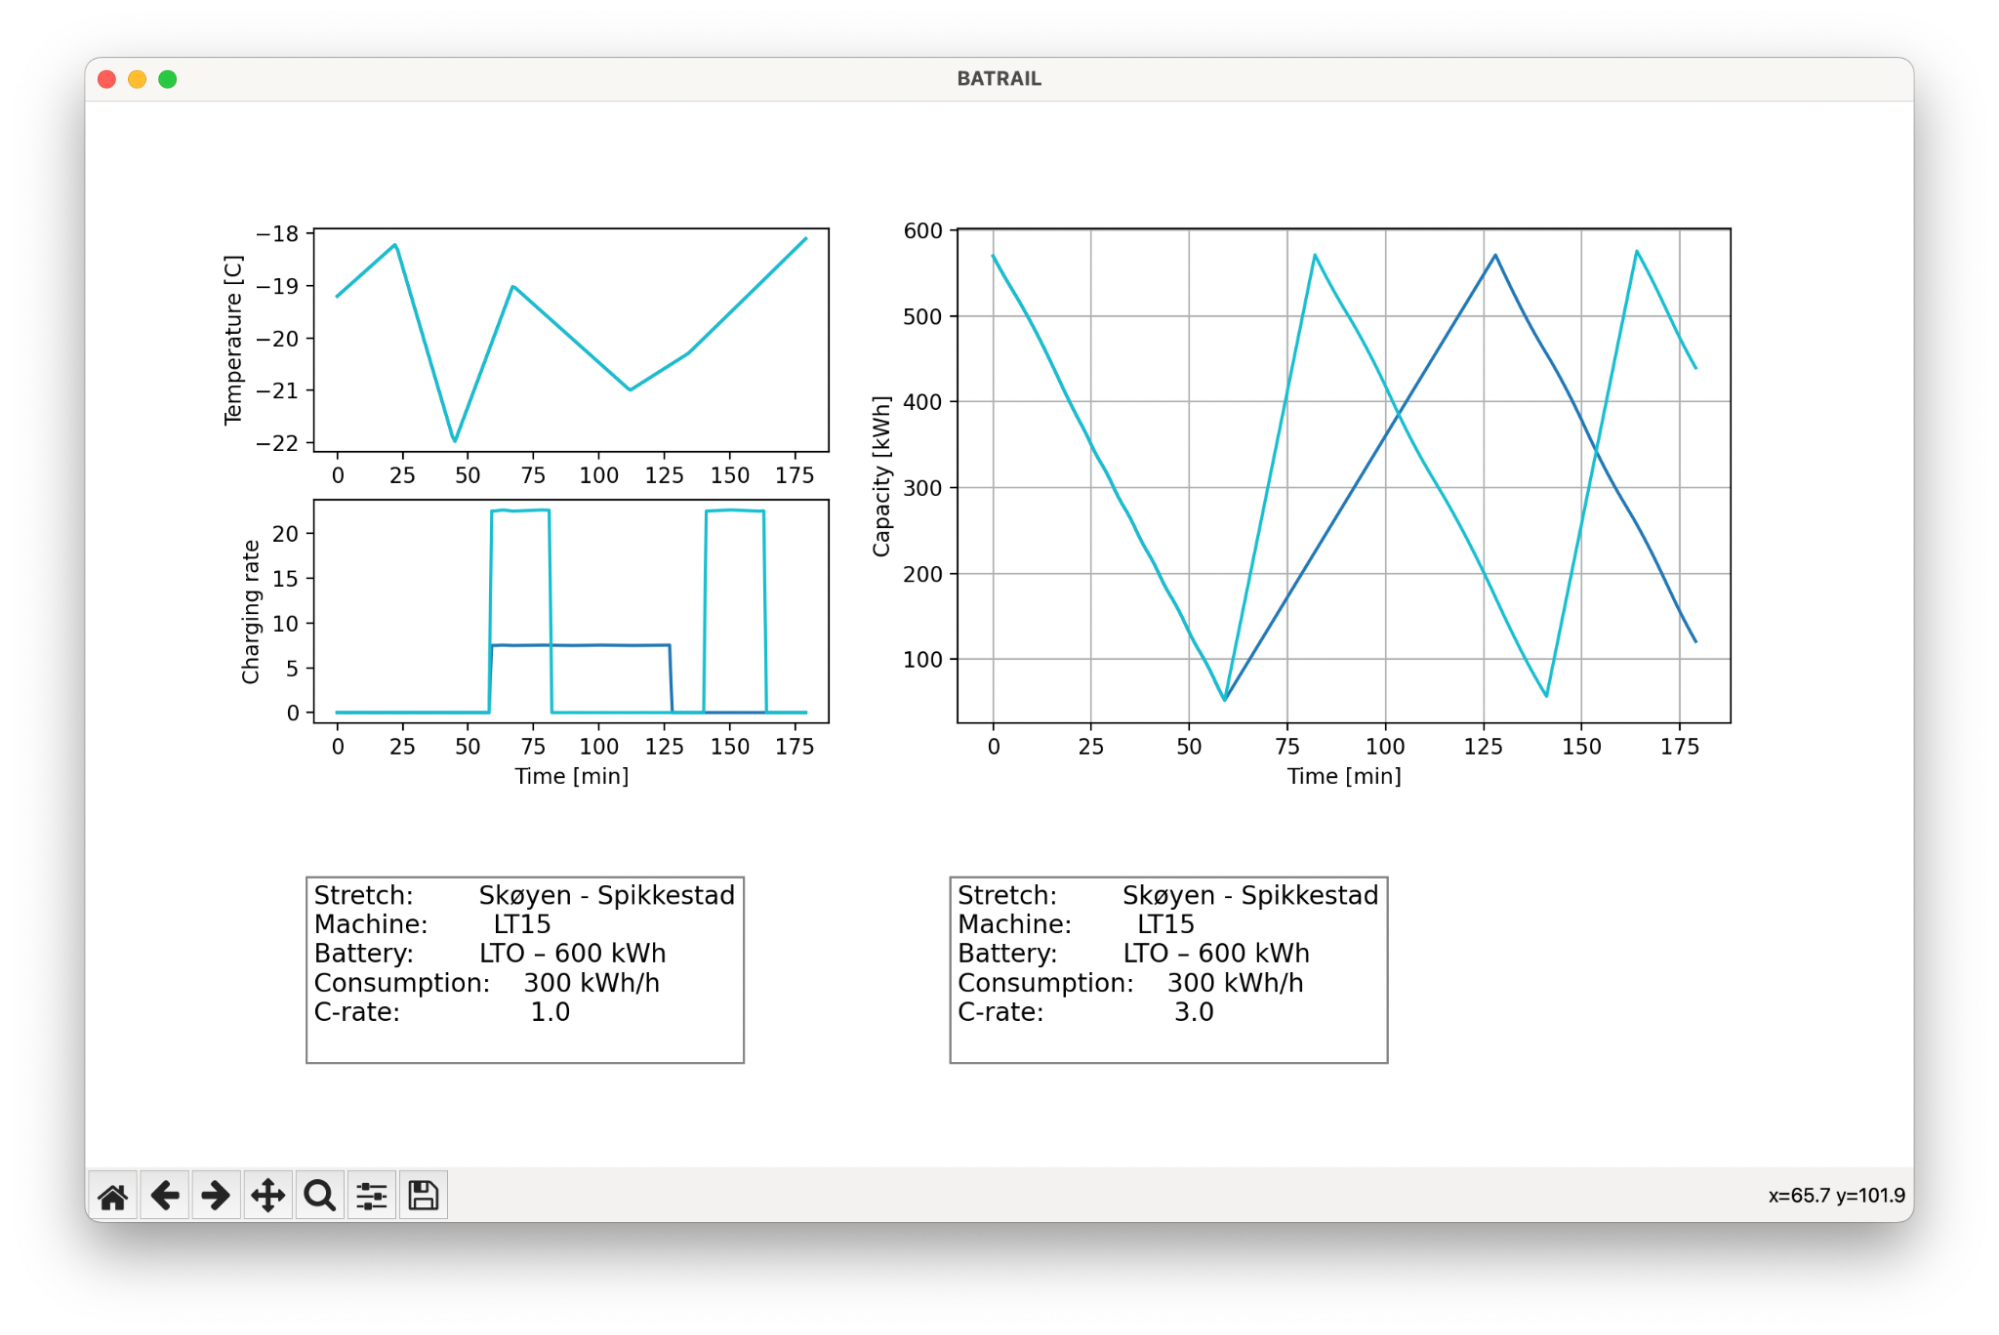 BATRAIL
Temperature [C]
−18
−19
−20
−21
−22
0 25 50 75 100 125 150 175
Charging rate
20
15
10
5
0
0 25 50 75 100 125 150 175
Time [min]
Capacity [kWh]
600
500
400
300
200
100
0 25 50 75 100 125 150 175
Time [min]
Stretch: Skøyen - Spikkestad
Machine: LT15
Battery: LTO – 600 kWh
Consumption: 300 kWh/h
C-rate: 1.0
Stretch: Skøyen - Spikkestad
Machine: LT15
Battery: LTO – 600 kWh
Consumption: 300 kWh/h
C-rate: 3.0
x=65.7 y=101.9